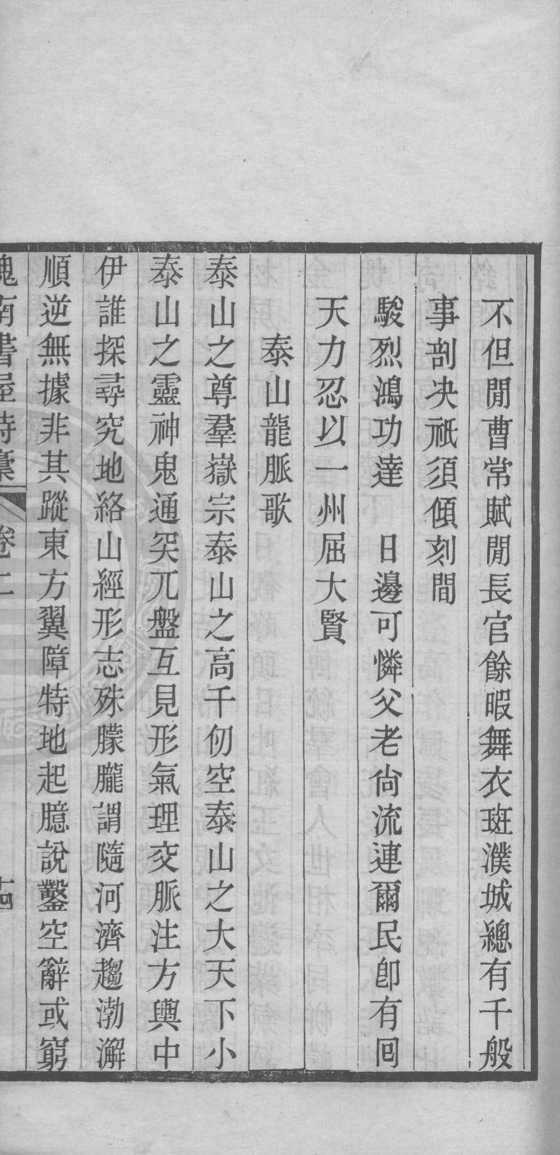 不但閒曹常賦閒長官餘暇舞衣斑濮城總有千般
事剖决祇須傾刻間
駿烈鴻功達　日邊可憐父老尙流連爾民卽有囘
天力忍以一州屈大賢
泰山龍脈歌
泰山之尊羣嶽宗泰山之高千仞空泰山之大天下小
泰山之靈神鬼通突兀盤互見形氣理交脈注方輿中
伊誰探尋究地絡山經形志殊朦朧謂隨河濟趨渤澥
順逆無據非其蹤東方翼障特地起臆說鑿空辭或窮
槐南書屋詩稾　卷二　十四